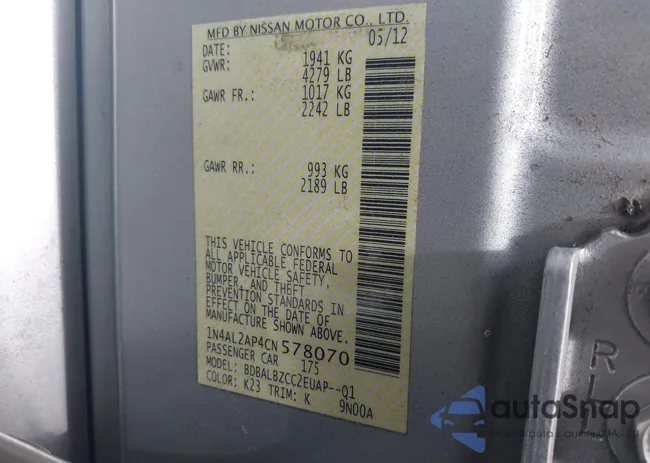 MFD BY NISSAN MOTOR CO., LTD.
DATE: 05/12
GVWR: 1941 KG
4279 LB
GAWR FR.: 1017 KG
2242 LB
GAWR RR.: 993 KG
2189 LB
THIS VEHICLE CONFORMS TO
ALL APPLICABLE FEDERAL
MOTOR VEHICLE SAFETY,
BUMPER, AND THEFT
PREVENTION STANDARDS IN
EFFECT ON THE DATE OF
MANUFACTURE SHOWN ABOVE.
1N4AL2AP4CN578070
PASSENGER CAR 175
MODEL: BDBALBZCC2EUAP--Q1
COLOR: K23 TRIM: K 9N00A
R
autoSnap